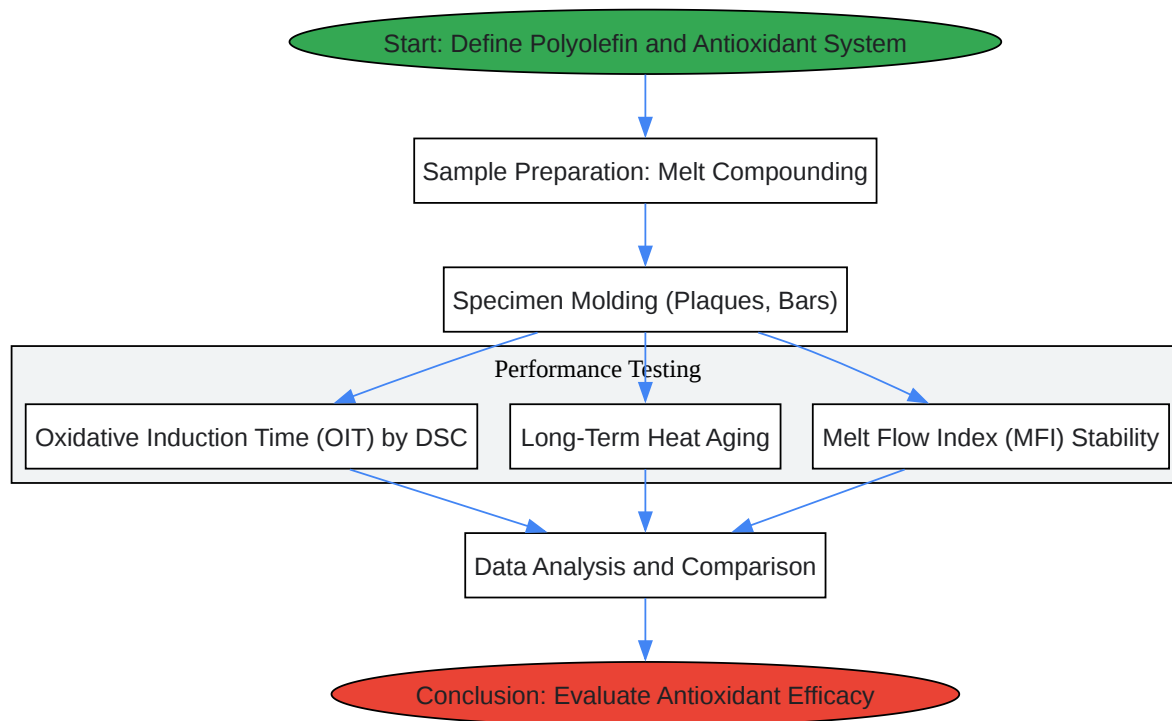 Start: Define Polyolefin and Antioxidant System
Sample Preparation: Melt Compounding
Specimen Molding (Plaques, Bars)
Performance Testing
Oxidative Induction Time (OIT) by DSC
Long-Term Heat Aging
Melt Flow Index (MFI) Stability
Data Analysis and Comparison
Conclusion: Evaluate Antioxidant Efficacy